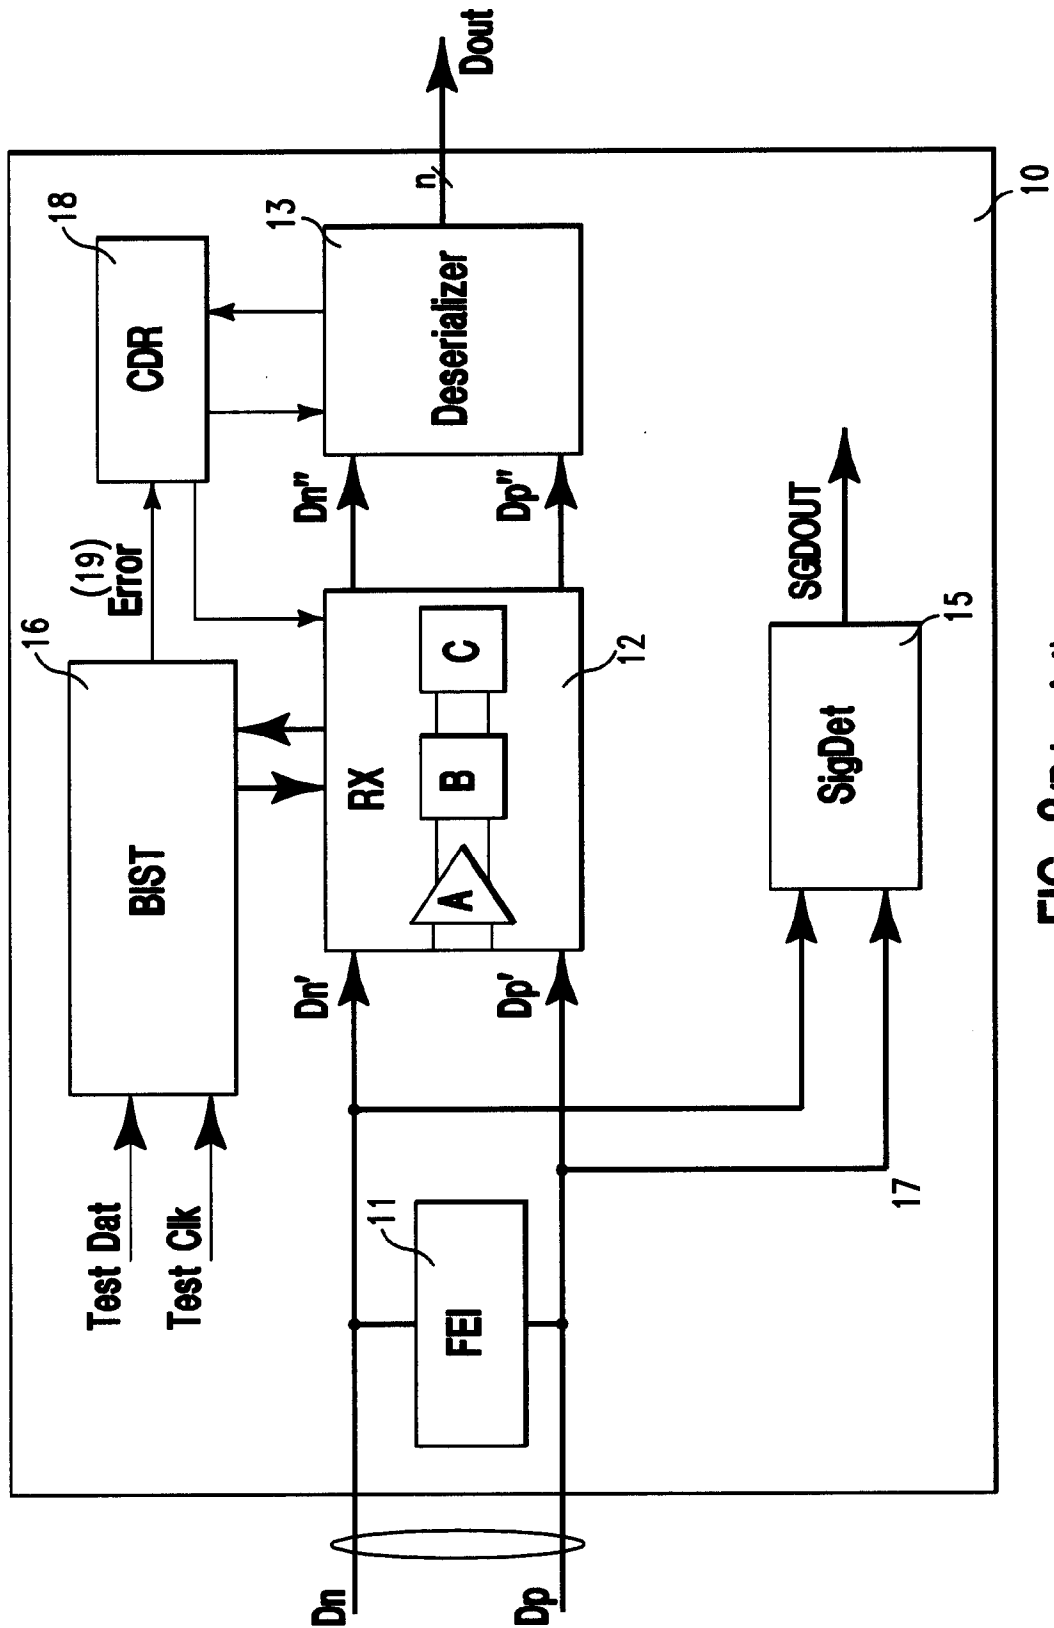 Test Dat
Test Clk
BIST
16
(19)
Error
CDR
18
Dn
Dp
FEI
11
Dn'
Dp'
RX
A
B
C
12
Dn"
Dp"
Deserializer
13
n
Dout
17
SigDet
15
SGDOUT
10
FIG.